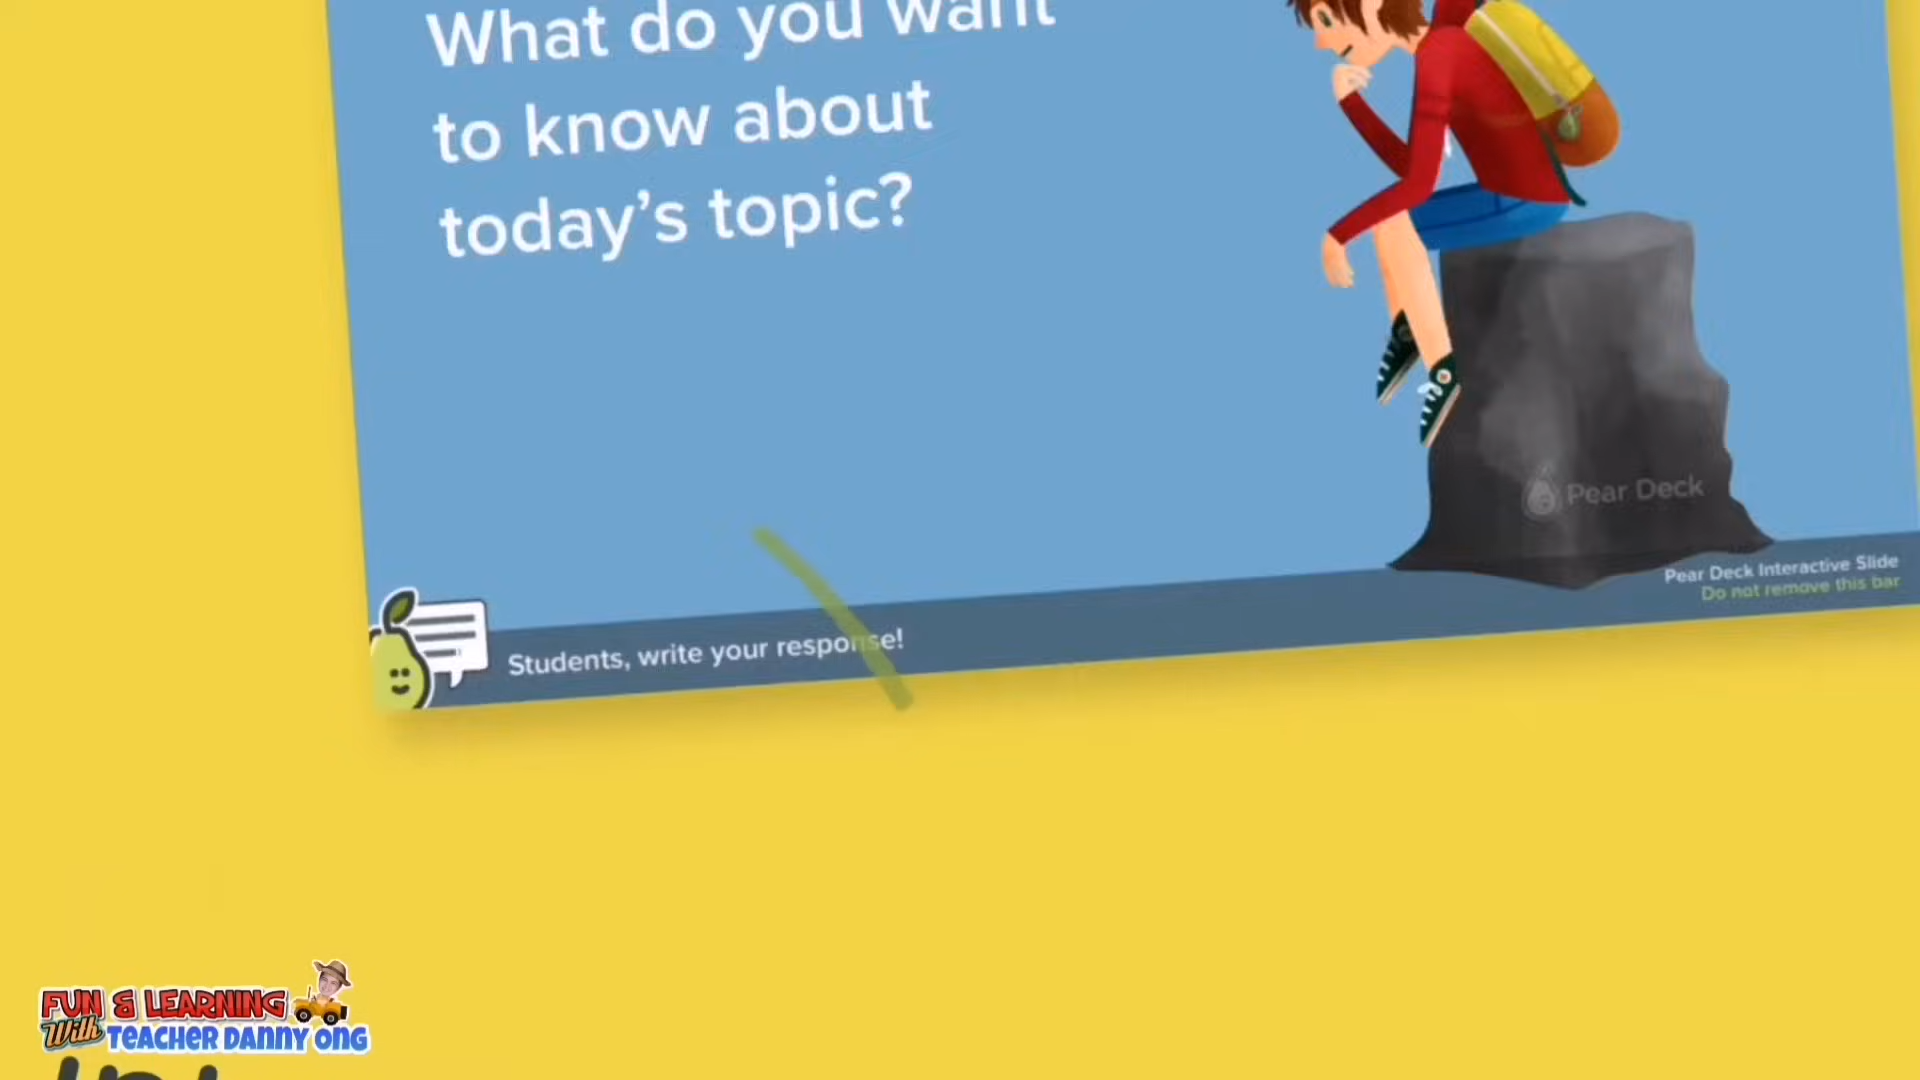 What do you want
to know about
today's topic?
Pear Deck
Pear Deck Interactive Slide
Do not remove this bar
Students, write your response!
FUN & LEARNING
With TEACHER DANNY ONG